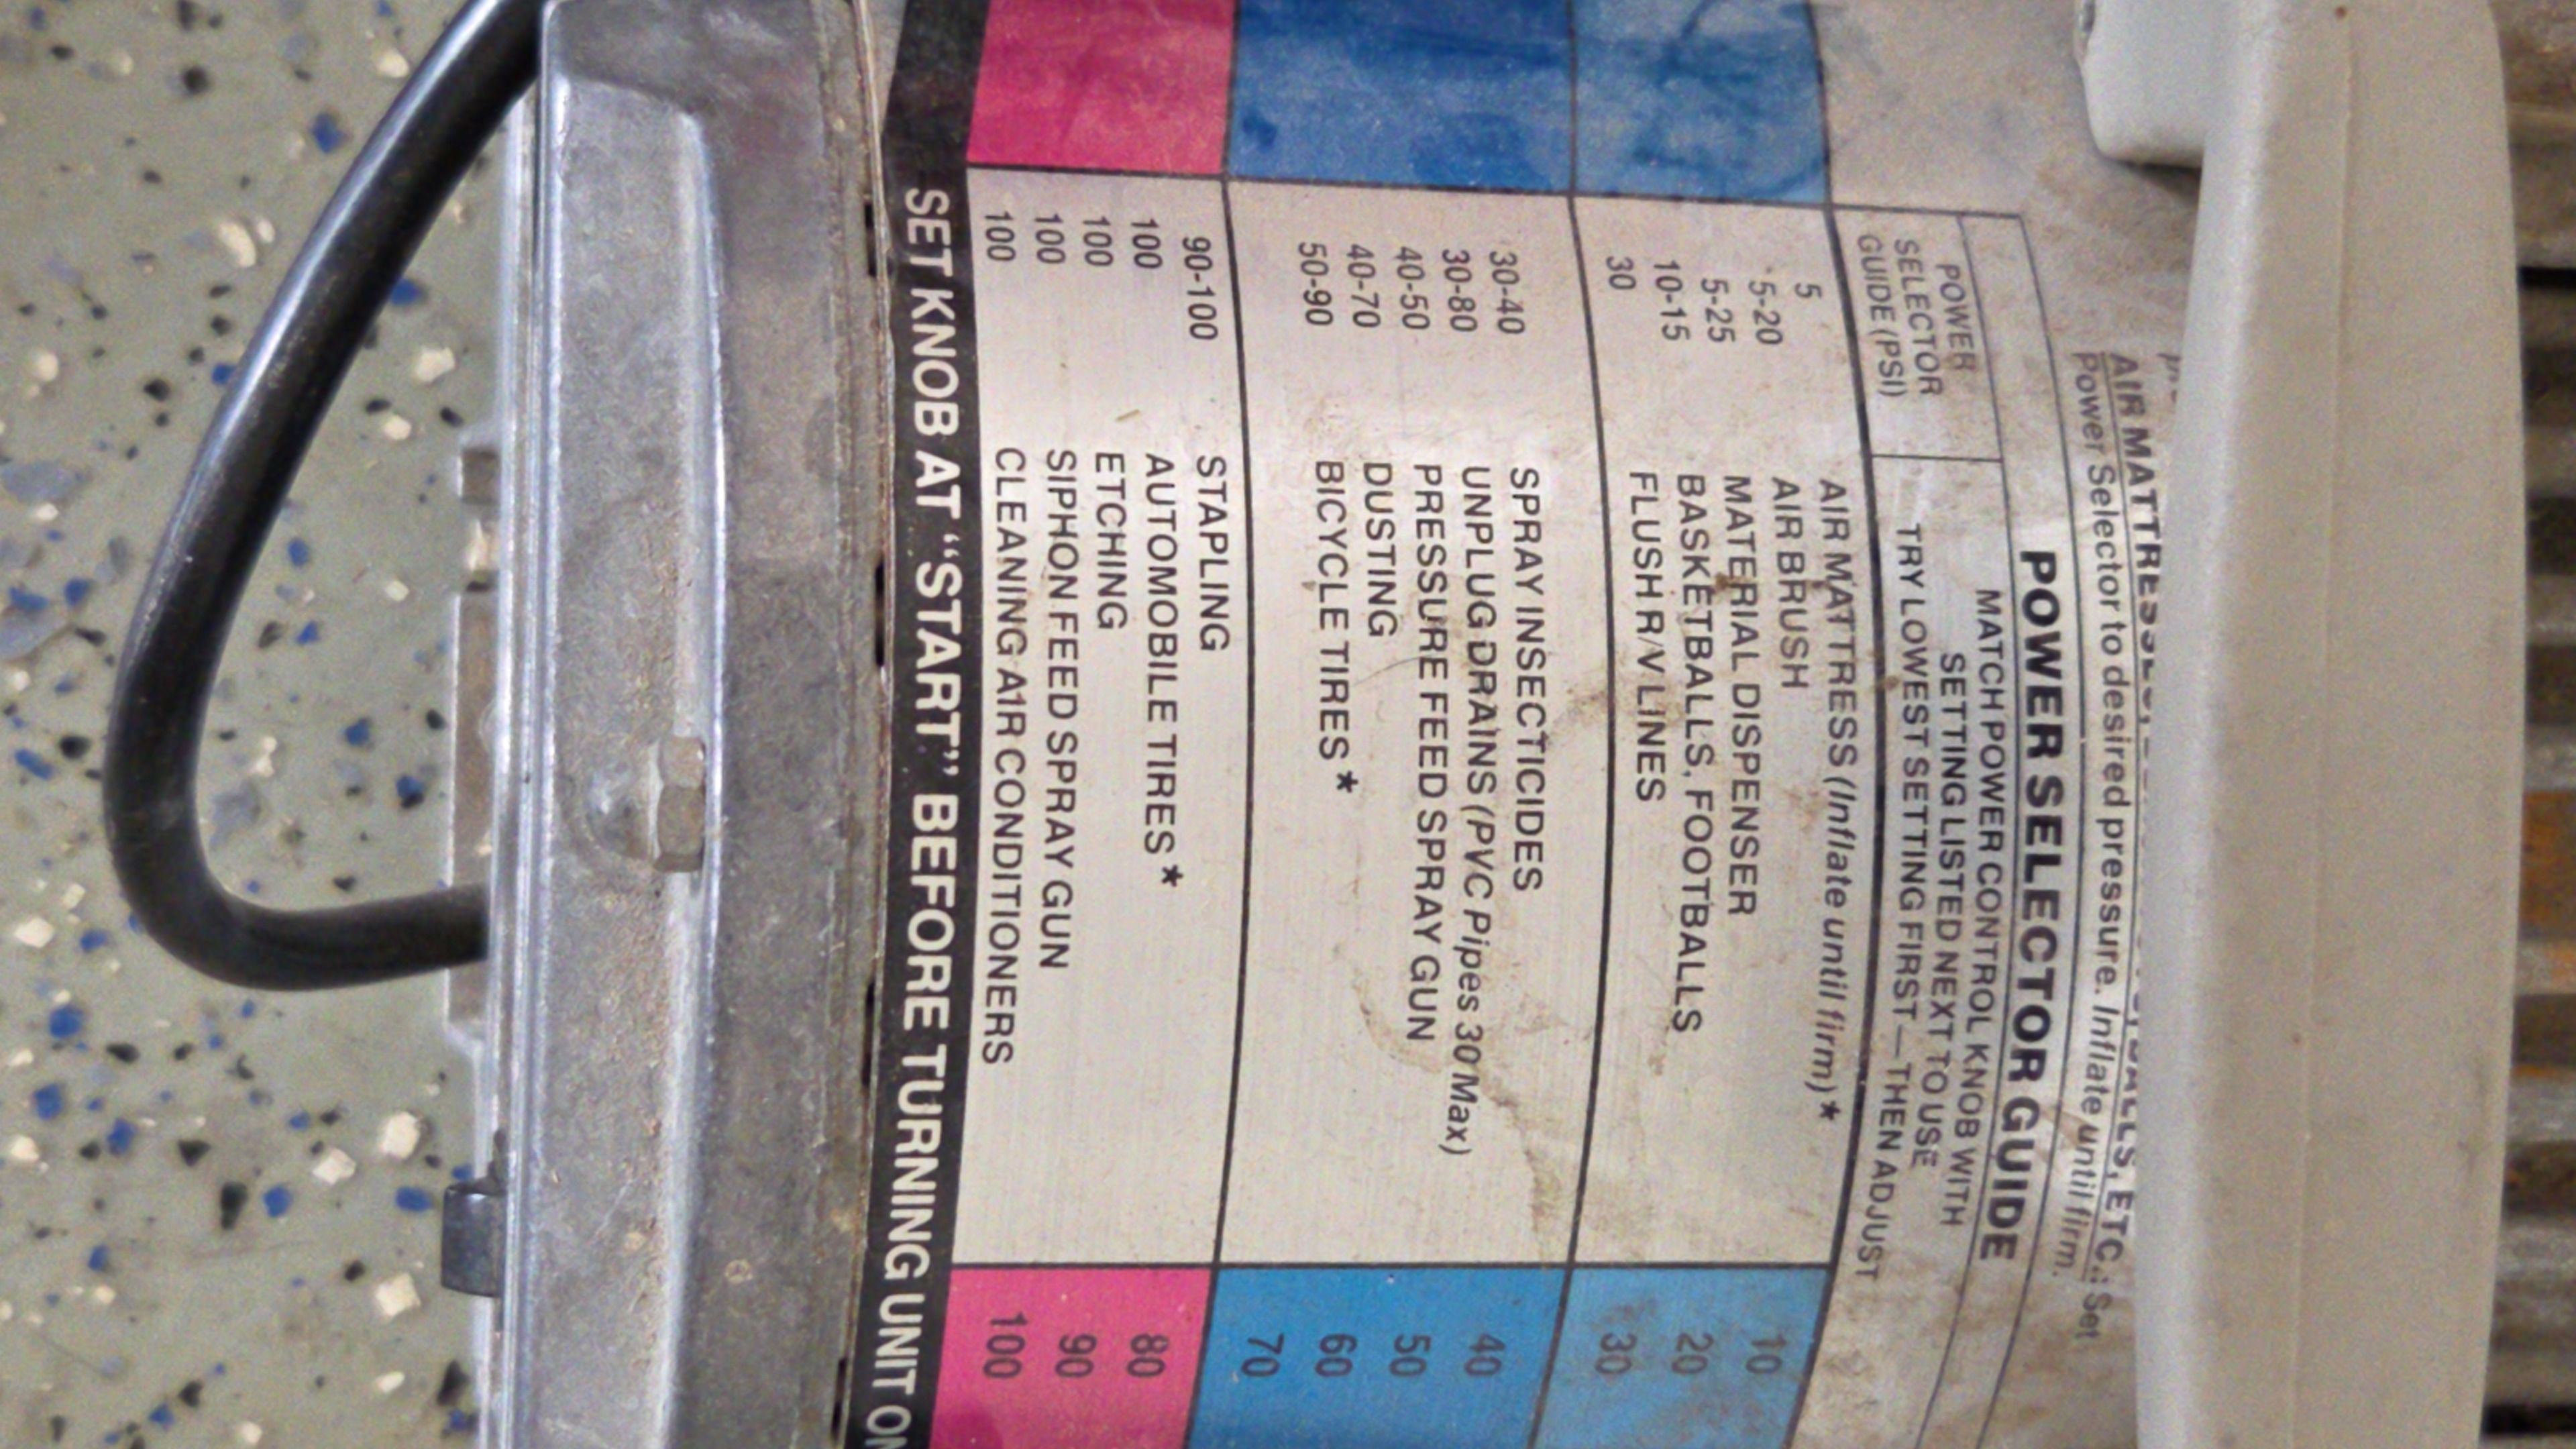 AIR MATTRESSES, ETC.: Set
Power Selector to desired pressure. Inflate until firm.
POWER SELECTOR GUIDE
POWER
SELECTOR
GUIDE (PSI)
MATCH POWER CONTROL KNOB WITH
SETTING LISTED NEXT TO USE
TRY LOWEST SETTING FIRST—THEN ADJUST
5 AIR MATTRESS (Inflate until firm)*
5-20 AIR BRUSH
5-25 MATERIAL DISPENSER
10-15 BASKETBALLS, FOOTBALLS
30 FLUSH R/V LINES
10
20
30
30-40 SPRAY INSECTICIDES
30-80 UNPLUG DRAINS (PVC Pipes 30 Max)
40-50 PRESSURE FEED SPRAY GUN
40-70 DUSTING
50-90 BICYCLE TIRES*
40
50
60
70
90-100 STAPLING
100 AUTOMOBILE TIRES*
100 ETCHING
100 SIPHON FEED SPRAY GUN
100 CLEANING AIR CONDITIONERS
80
90
100
SET KNOB AT “START” BEFORE TURNING UNIT ON